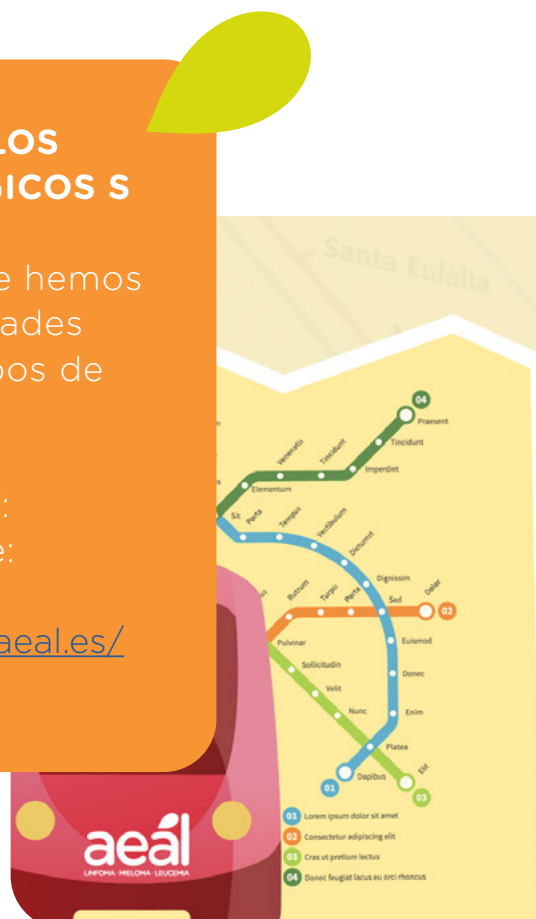 LOS
GICOS S
e hemos
ades
pos de
:
e:
aeal.es/
Santa Eulàlia
04
Praesent
Tincidunt
Imperdiet
Tincidunt
Venenatis
Elementum
Sit
Porta
Tempus
Vestibulum
Dictumst
Dignissim
Sed
Dolor
02
Porta
Turpis
Rutrum
us
Pulvinar
Euismod
Sollicitudin
Donec
Velit
Nunc
Enim
Platea
Elit
03
Dapibus
01
01 Lorem ipsum dolor sit amet
02 Consectetur adipiscing elit
03 Cras ut pretium lectus
04 Donec feugiat lacus eu orci rhoncus
aeál
LINFOMA · MIELOMA · LEUCEMIA